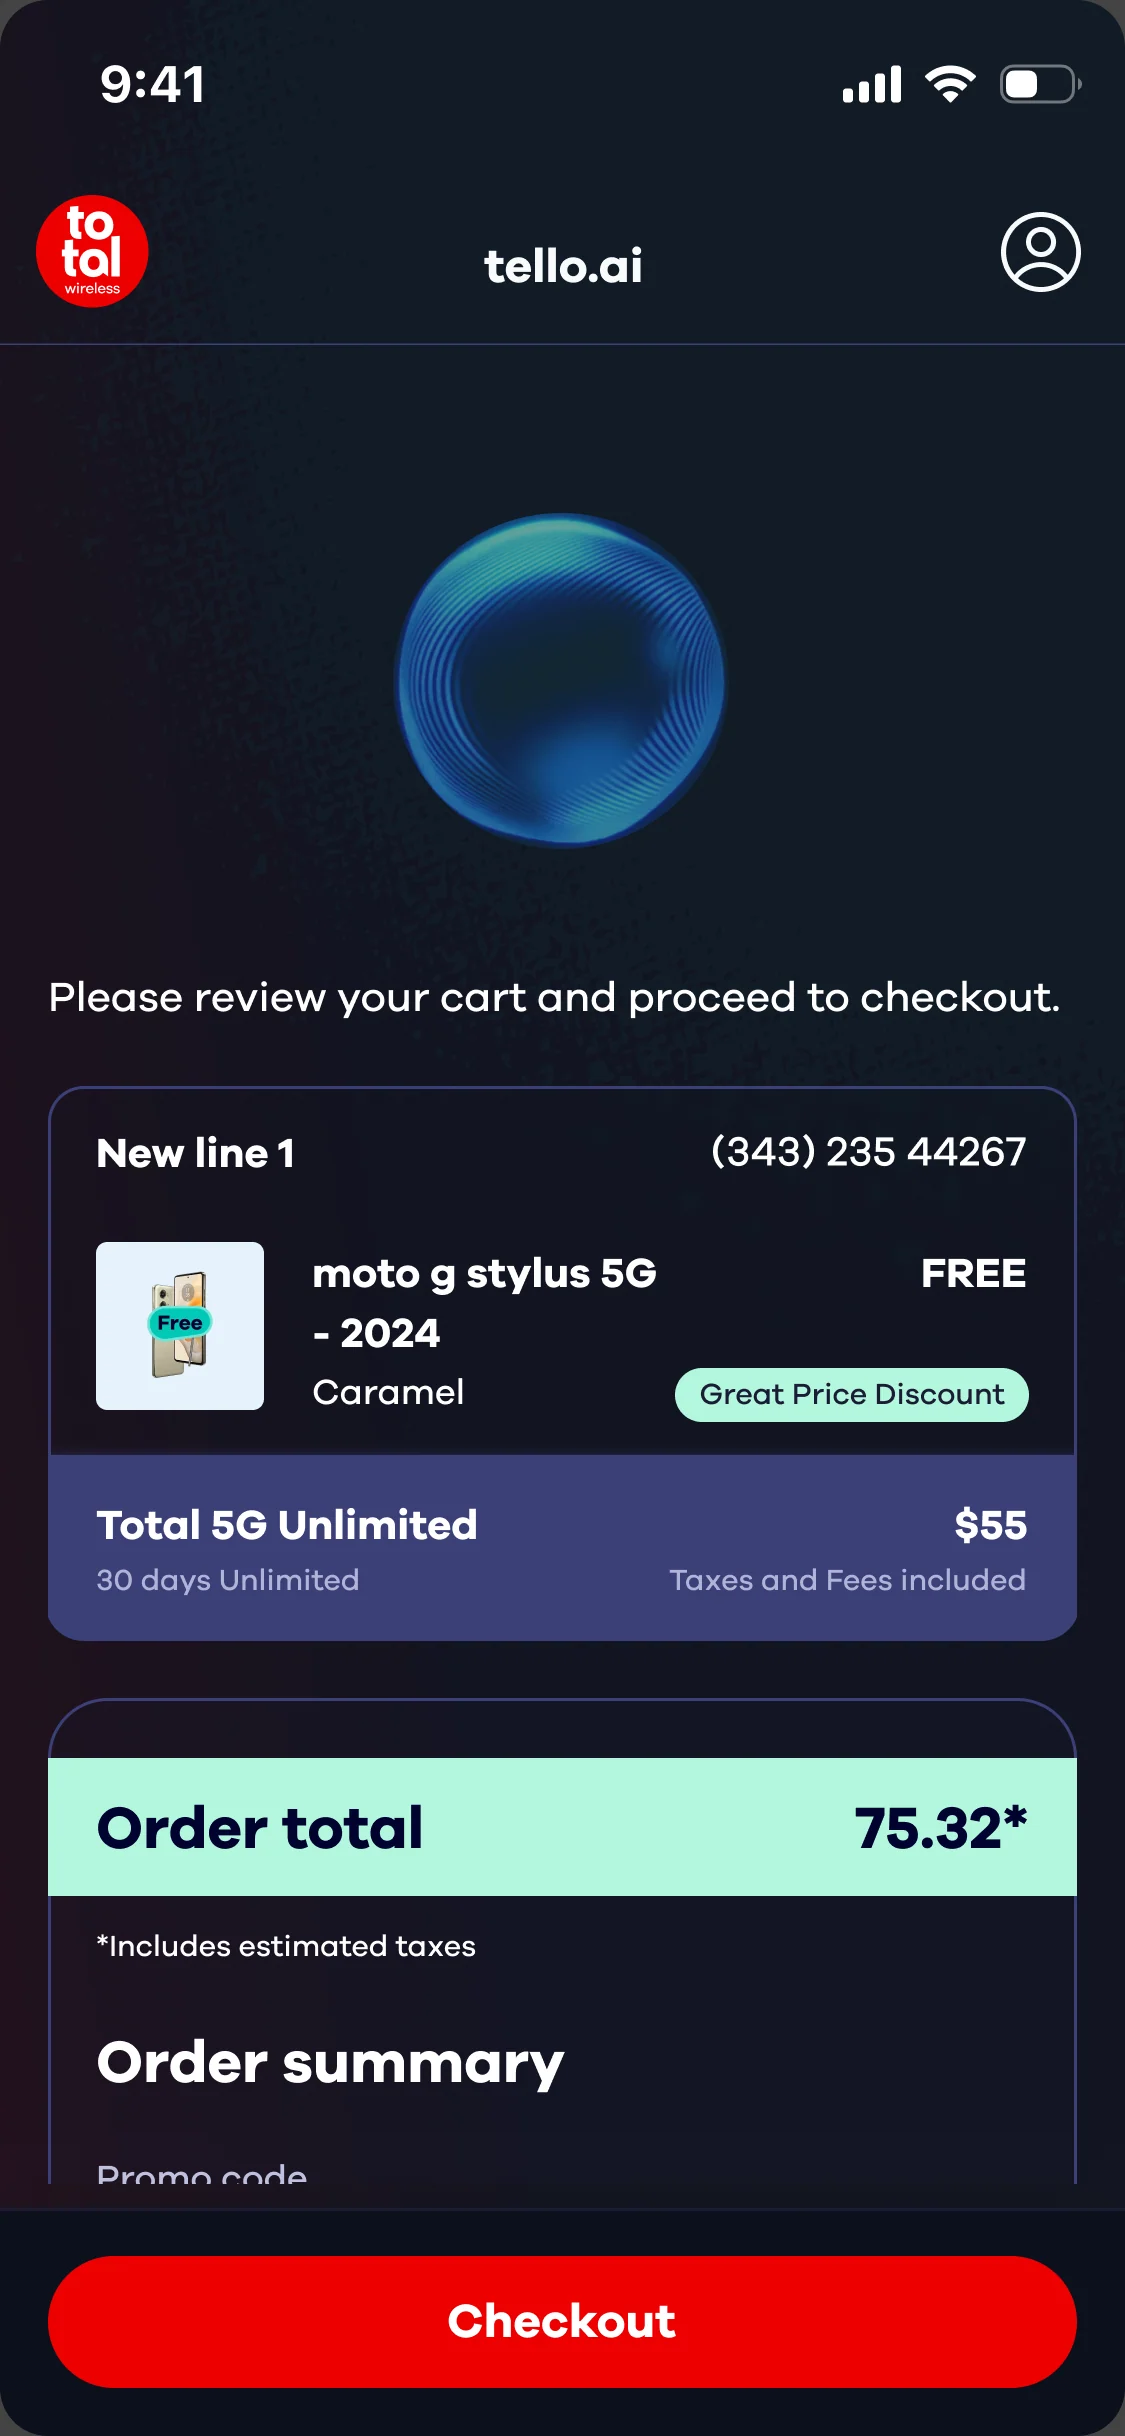 9:41
to
tal
wireless
tello.ai
Please review your cart and proceed to checkout.
New line 1 (343) 235 44267
moto g stylus 5G FREE
- 2024
Caramel Great Price Discount
Free
Total 5G Unlimited $55
30 days Unlimited Taxes and Fees included
Order total 75.32*
*Includes estimated taxes
Order summary
Promo code
Checkout